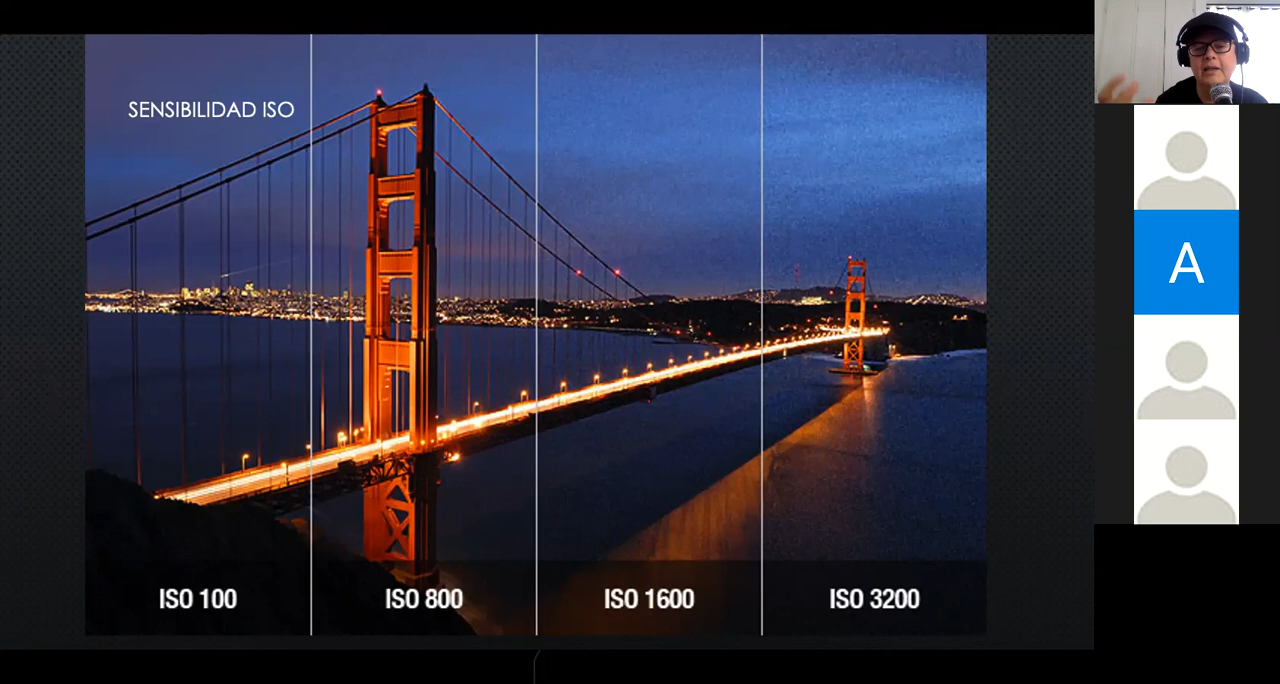 SENSIBILIDAD ISO
A
ISO 100
ISO 800
ISO 1600
ISO 3200